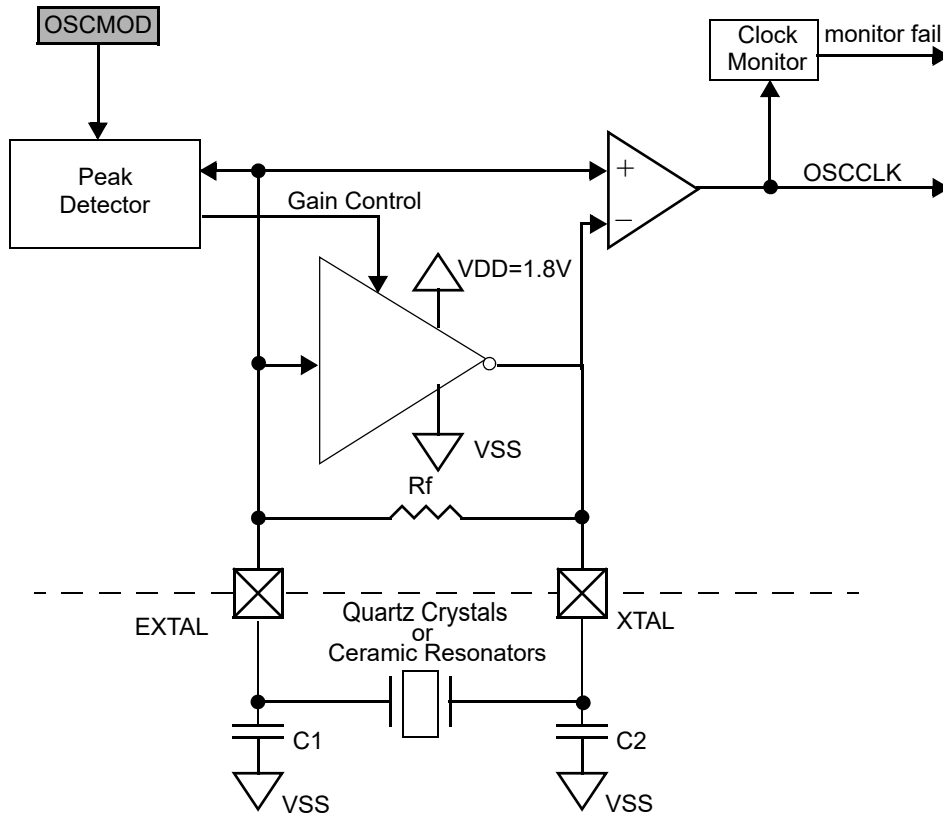 OSCMOD
Clock
Monitor
monitor fail
Peak
Detector
+
OSCCLK
Gain Control
−
VDD=1.8V
VSS
Rf
EXTAL
Quartz Crystals
or
Ceramic Resonators
XTAL
C1
C2
VSS
VSS